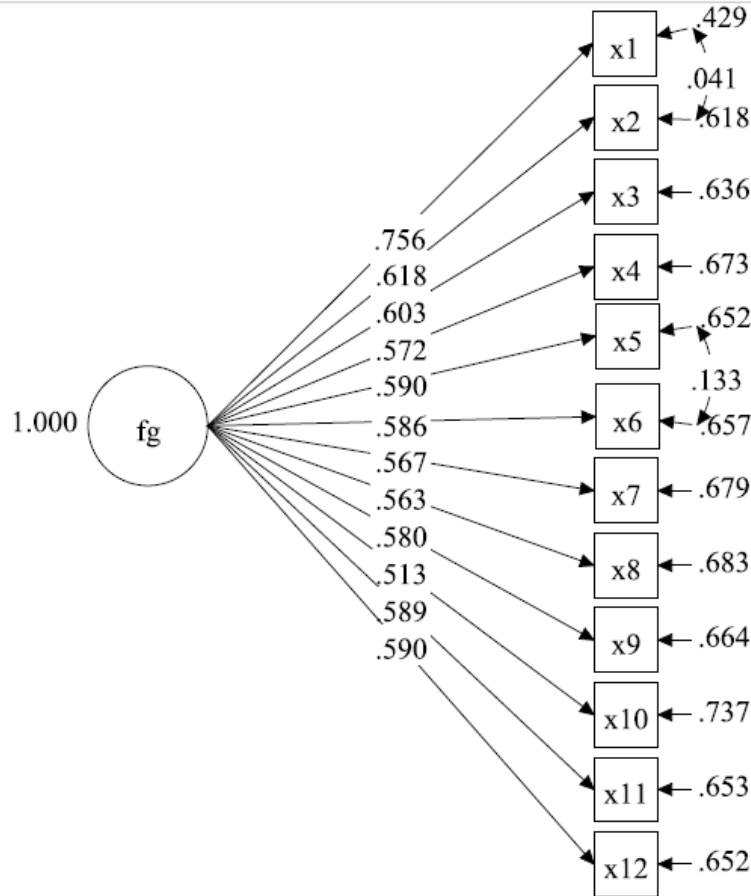 .429
x1
.041
x2
.618
x3
.636
.756
.618
x4
.673
.603
x5
.652
.572
.590
.133
1.000
fg
.586
x6
.657
.567
x7
.679
.563
.580
x8
.683
.513
.589
x9
.664
.590
x10
.737
x11
.653
x12
.652